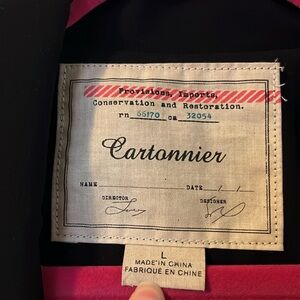 Provisions, Imports,
Conservation and Restoration.
rn 55170 ca 32054
Cartonnier
NAME DATE / /
DIRECTOR DESIGNER
L
MADE IN CHINA
FABRIQUÉ EN CHINE